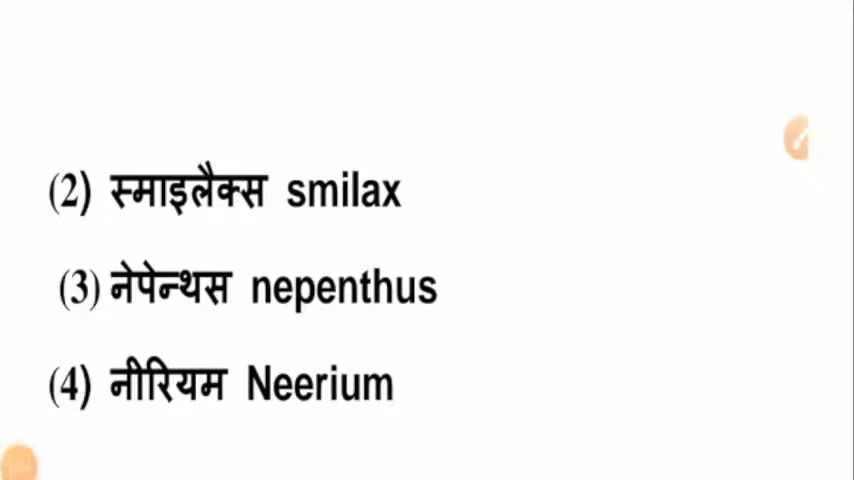 (2) स्माइलैक्स smilax
(3) नेपेन्थस nepenthus
(4) नीरियम Neerium